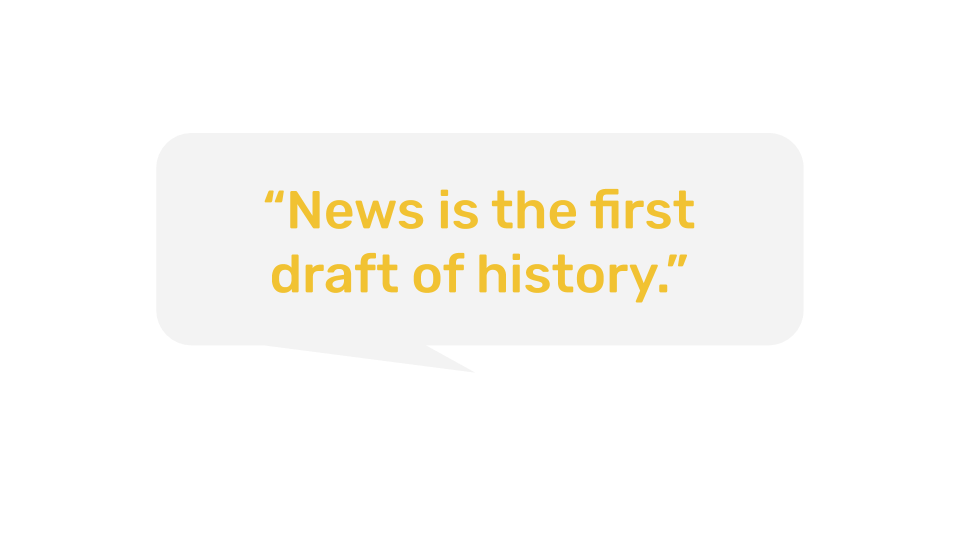 “News is the first
draft of history.”